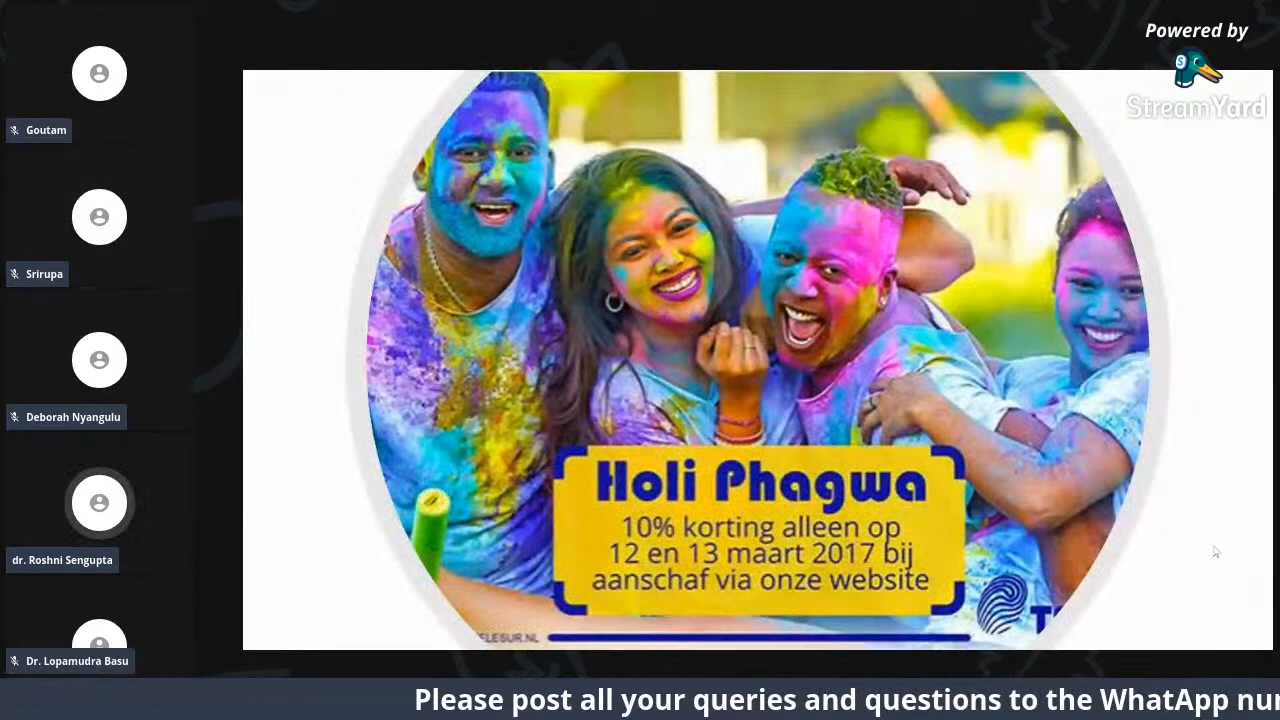 Powered by
StreamYard
Goutam
Srirupa
Deborah Nyangulu
dr. Roshni Sengupta
Dr. Lopamudra Basu
Holi Phagwa
10% korting alleen op
12 en 13 maart 2017 bij
aanschaf via onze website
ELESUR.NL
Please post all your queries and questions to the WhatApp